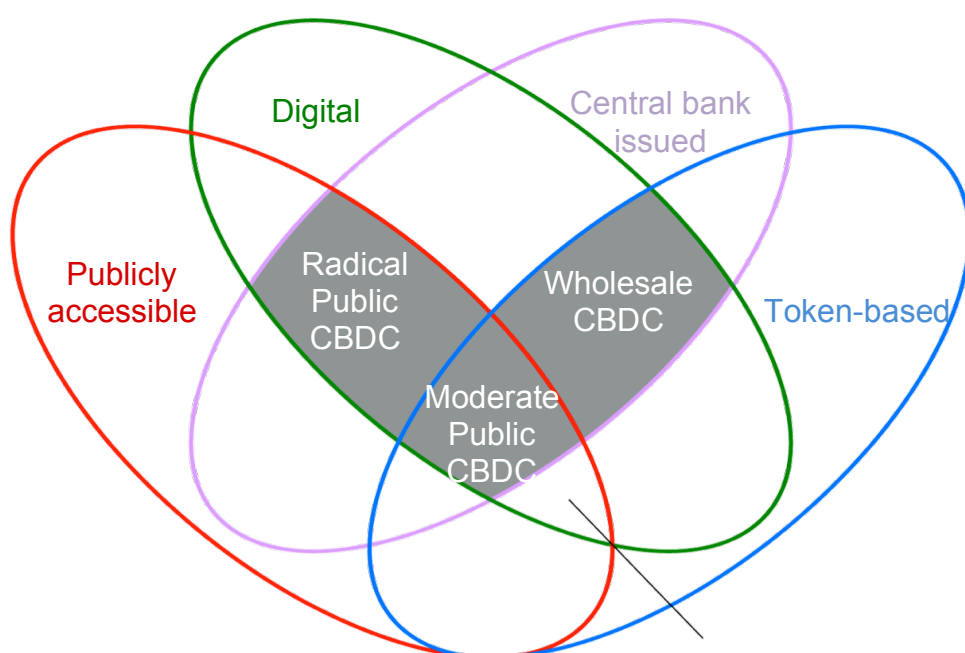 Digital
Central bank
issued
Publicly
accessible
Radical
Public
CBDC
Wholesale
CBDC
Token-based
Moderate
Public
CBDC